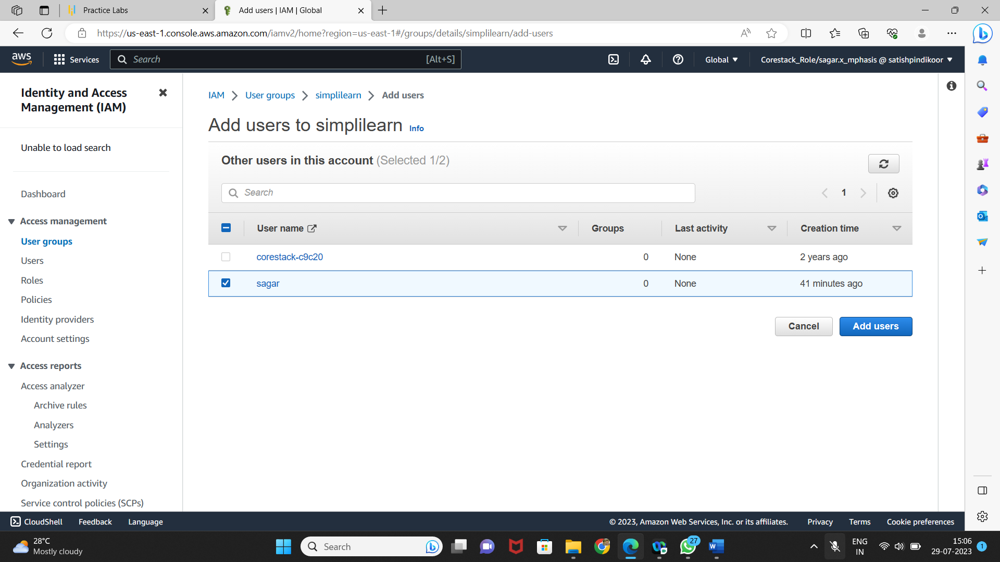 Practice Labs
Add users | IAM | Global
https://us-east-1.console.aws.amazon.com/iamv2/home?region=us-east-1#/groups/details/simplilearn/add-users
aws
Services
Search
[Alt+S]
Global
Corestack_Role/sagar.x_mphasis @ satishpindikoor
Identity and Access
Management (IAM)
Unable to load search
Dashboard
Access management
User groups
Users
Roles
Policies
Identity providers
Account settings
Access reports
Access analyzer
Archive rules
Analyzers
Settings
Credential report
Organization activity
Service control policies (SCPs)
IAM > User groups > simplilearn > Add users
Add users to simplilearn Info
Other users in this account (Selected 1/2)
Search
1
User name Groups Last activity Creation time
corestack-c9c20 0 None 2 years ago
sagar 0 None 41 minutes ago
Cancel
Add users
CloudShell Feedback Language
© 2023, Amazon Web Services, Inc. or its affiliates. Privacy Terms Cookie preferences
28°C
Mostly cloudy
Search
27
W
ENG
IN
15:06
29-07-2023
1